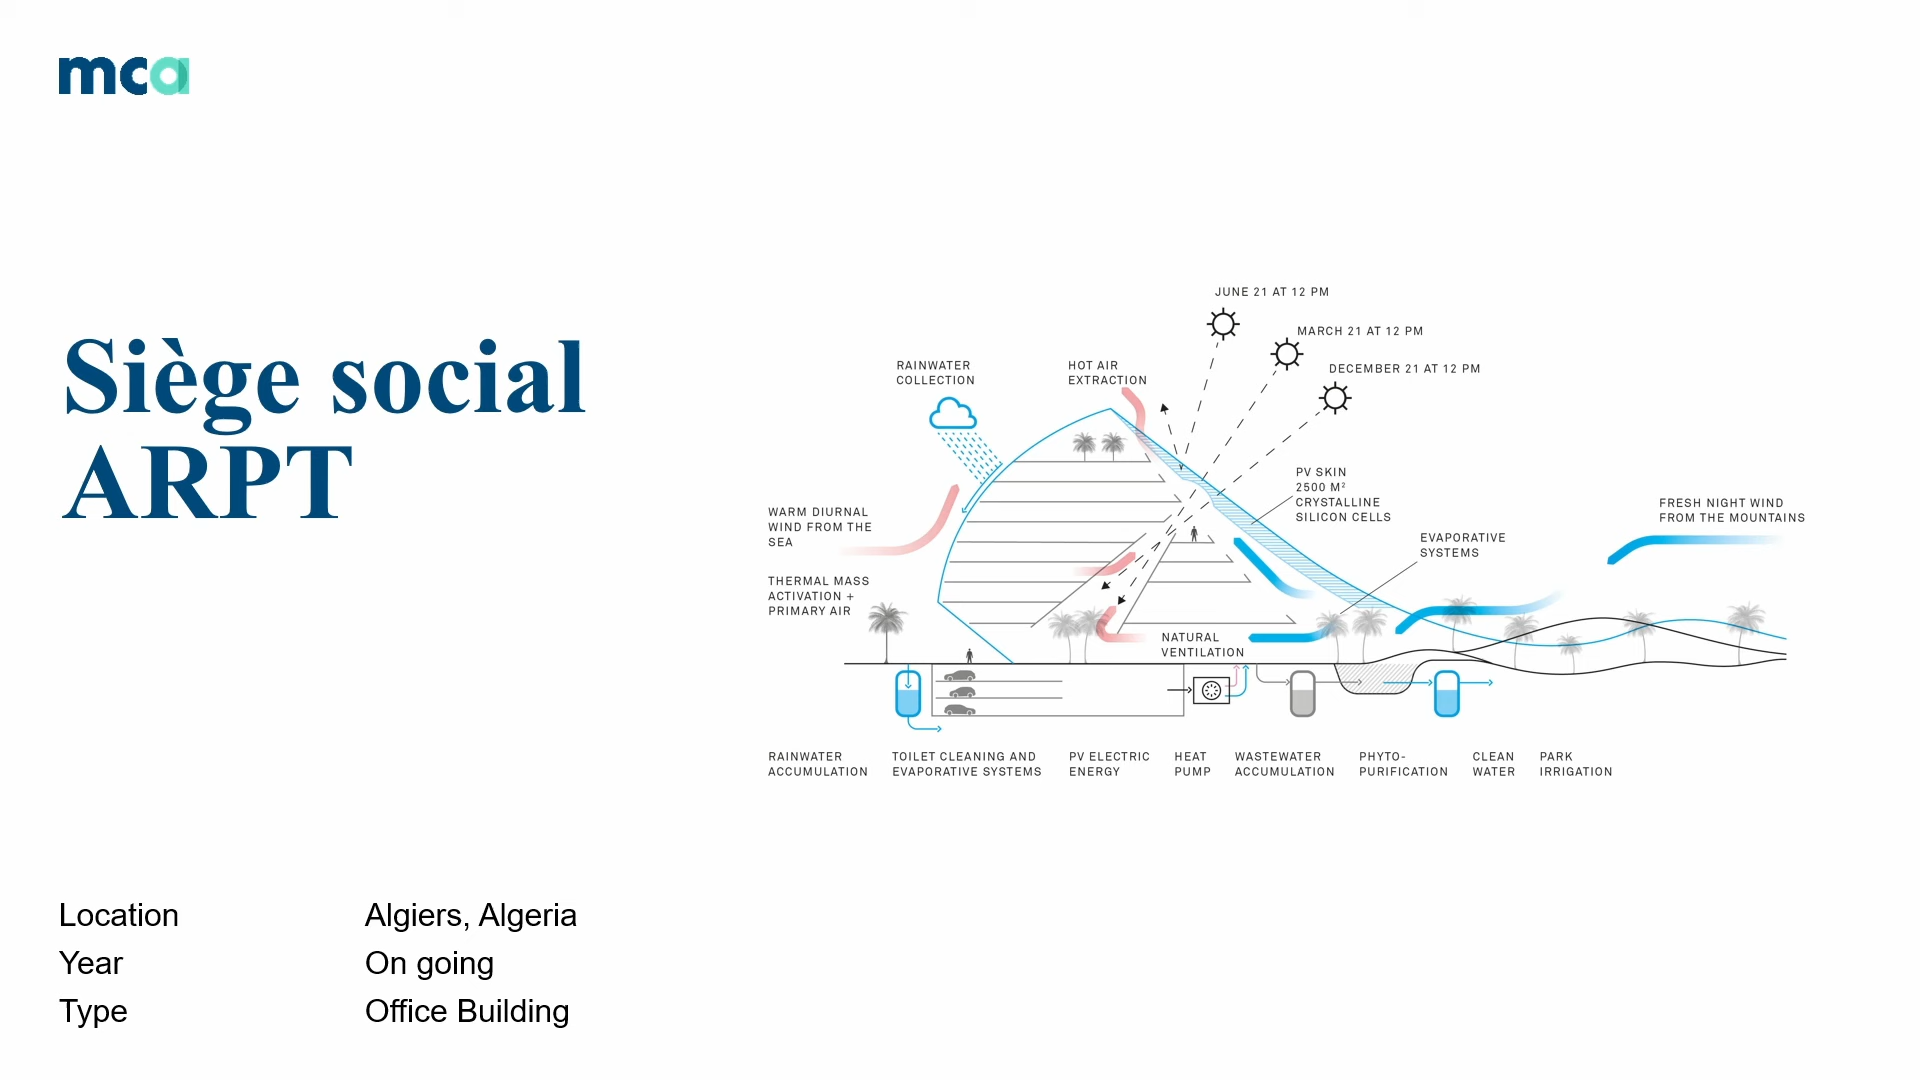 mca
Siège social
ARPT
JUNE 21 AT 12 PM
MARCH 21 AT 12 PM
DECEMBER 21 AT 12 PM
RAINWATER
COLLECTION
HOT AIR
EXTRACTION
PV SKIN
2500 M²
CRYSTALLINE
SILICON CELLS
WARM DIURNAL
WIND FROM THE
SEA
FRESH NIGHT WIND
FROM THE MOUNTAINS
EVAPORATIVE
SYSTEMS
THERMAL MASS
ACTIVATION +
PRIMARY AIR
NATURAL
VENTILATION
RAINWATER
ACCUMULATION
TOILET CLEANING AND
EVAPORATIVE SYSTEMS
PV ELECTRIC
ENERGY
HEAT
PUMP
WASTEWATER
ACCUMULATION
PHYTO-
PURIFICATION
CLEAN
WATER
PARK
IRRIGATION
Location Algiers, Algeria
Year On going
Type Office Building